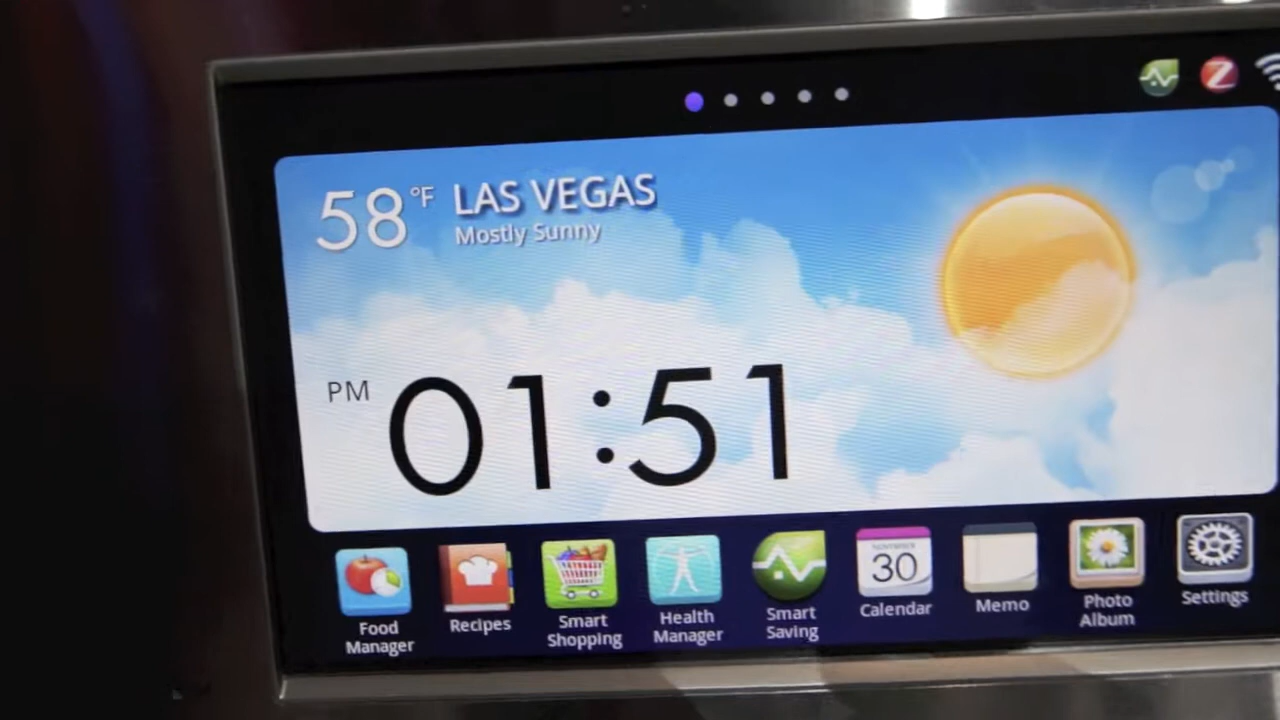 Z
58 °F LAS VEGAS
Mostly Sunny
PM 01:51
NOVEMBER
30
Food
Manager
Recipes
Smart
Shopping
Health
Manager
Smart
Saving
Calendar
Memo
Photo
Album
Settings